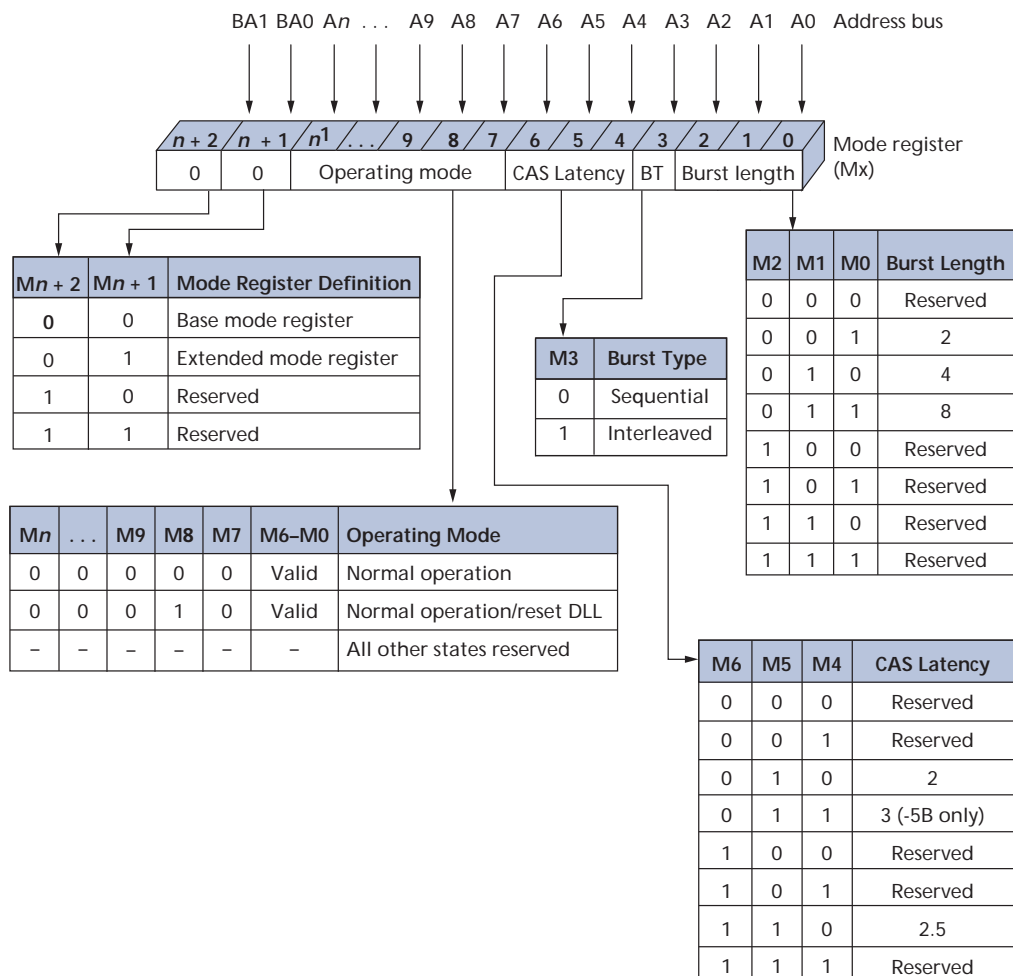 BA1 BA0 An . . . A9 A8 A7 A6 A5 A4 A3 A2 A1 A0 Address bus
n + 2 n + 1 n1 . . . 9 8 7 6 5 4 3 2 1 0
Mode register
(Mx)
0 0 Operating mode CAS Latency BT Burst length
Mn + 2 Mn + 1 Mode Register Definition
0 0 Base mode register
0 1 Extended mode register
1 0 Reserved
1 1 Reserved
M3 Burst Type
0 Sequential
1 Interleaved
M2 M1 M0 Burst Length
0 0 0 Reserved
0 0 1 2
0 1 0 4
0 1 1 8
1 0 0 Reserved
1 0 1 Reserved
1 1 0 Reserved
1 1 1 Reserved
Mn . . . M9 M8 M7 M6–M0 Operating Mode
0 0 0 0 0 Valid Normal operation
0 0 0 1 0 Valid Normal operation/reset DLL
– – – – – – All other states reserved
M6 M5 M4 CAS Latency
0 0 0 Reserved
0 0 1 Reserved
0 1 0 2
0 1 1 3 (-5B only)
1 0 0 Reserved
1 0 1 Reserved
1 1 0 2.5
1 1 1 Reserved